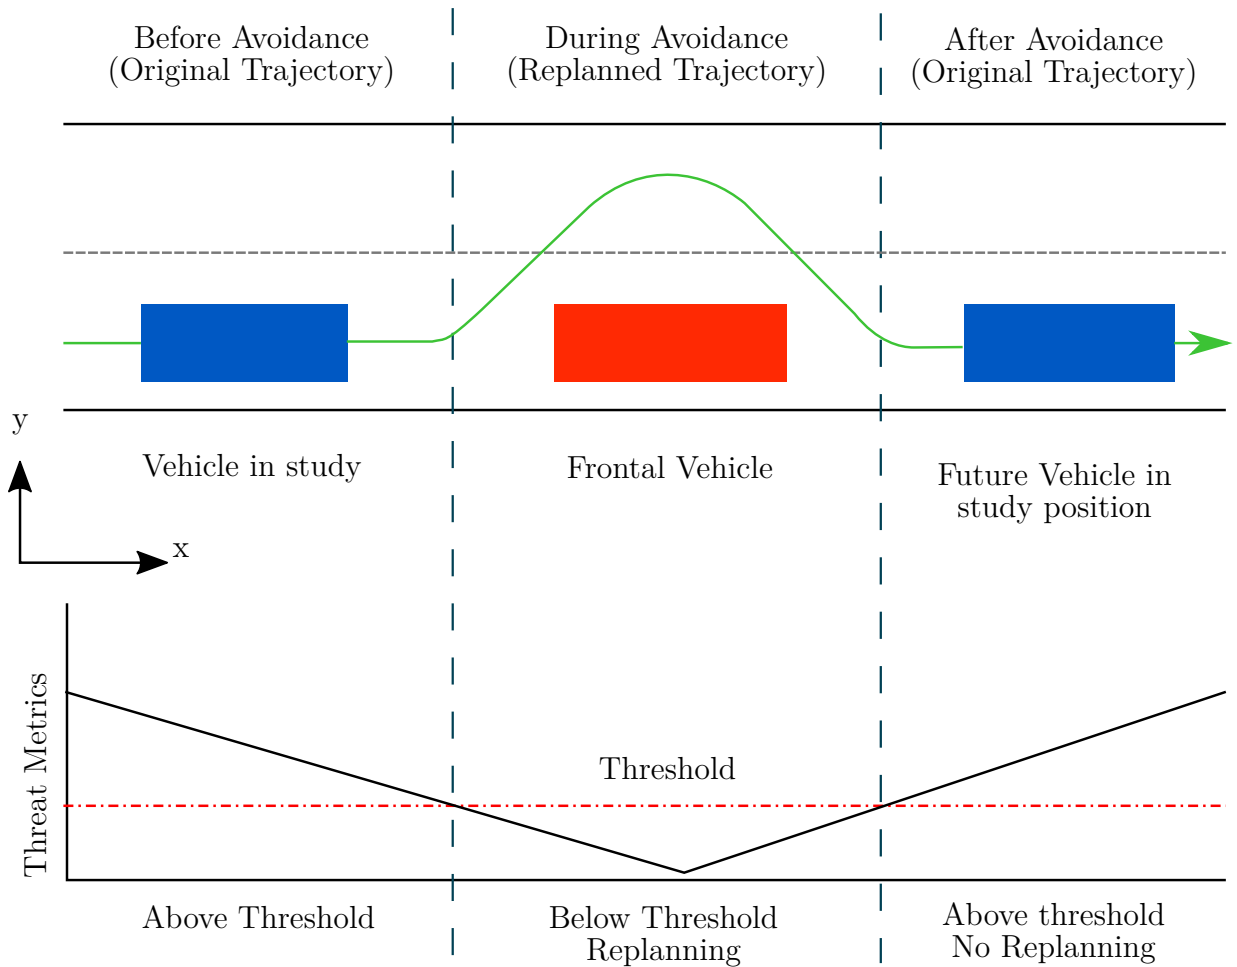 Before Avoidance
(Original Trajectory)
During Avoidance
(Replanned Trajectory)
After Avoidance
(Original Trajectory)
y
x
Vehicle in study
Frontal Vehicle
Future Vehicle in
study position
Threat Metrics
Threshold
Above Threshold
Below Threshold
Replanning
Above threshold
No Replanning